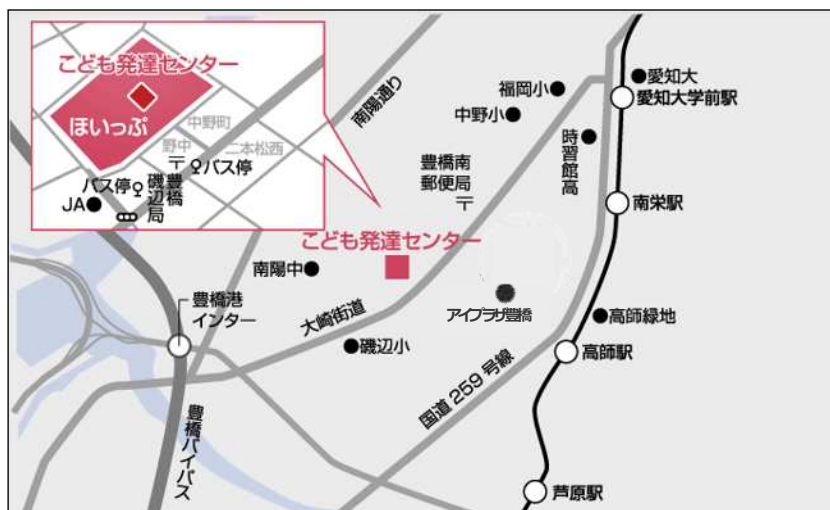 こども発達センター
ほいっぷ
中野町
野中
二本松西
〒
バス停
バス停
豊橋
磯辺局
JA
南陽通り
福岡小
中野小
愛知大
愛知大学前駅
時習館高
豊橋南
郵便局
〒
南栄駅
こども発達センター
南陽中
豊橋港
インター
大崎街道
アイプラザ豊橋
高師緑地
磯辺小
高師駅
国道259号線
豊橋バイパス
芦原駅